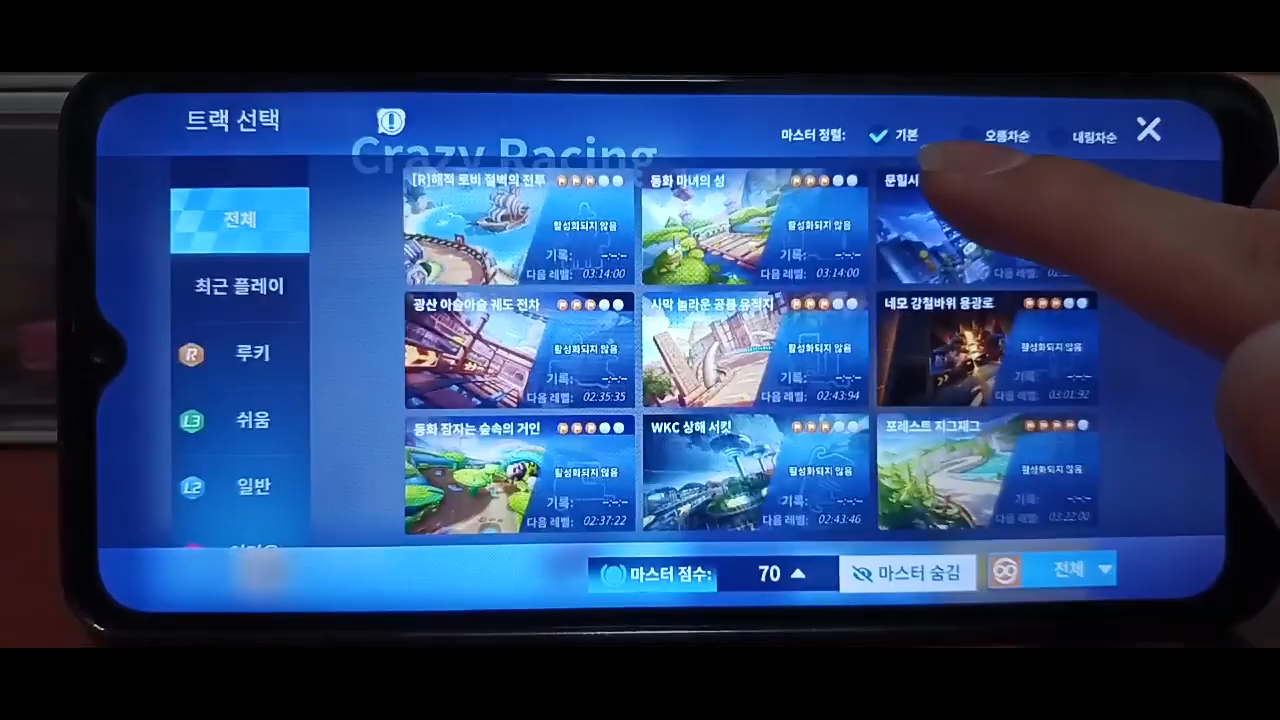 트랙 선택
마스터 정렬: 기본 오름차순 내림차순
Crazy Racing
전체
최근 플레이
R 루키
L3 쉬움
L2 일반
[R]해적 로비 절벽의 전투
활성화되지 않음
기록: --:--:--
다음 레벨: 03:14:00
동화 마녀의 성
활성화되지 않음
기록: --:--:--
다음 레벨: 03:14:00
문힐시
다음 레벨:
광산 아슬아슬 궤도 전차
활성화되지 않음
기록: --:--:--
다음 레벨: 02:35:35
사막 놀라운 공룡 유적지
활성화되지 않음
기록: --:--:--
다음 레벨: 02:43:94
네모 강철바위 용광로
활성화되지 않음
기록: --:--:--
다음 레벨: 03:01:92
동화 잠자는 숲속의 거인
활성화되지 않음
기록: --:--:--
다음 레벨: 02:37:22
WKC 상해 서킷
활성화되지 않음
기록: --:--:--
다음 레벨: 02:43:46
포레스트 지그재그
활성화되지 않음
기록: --:--:--
다음 레벨: 03:22:00
마스터 점수: 70
마스터 숨김
전체